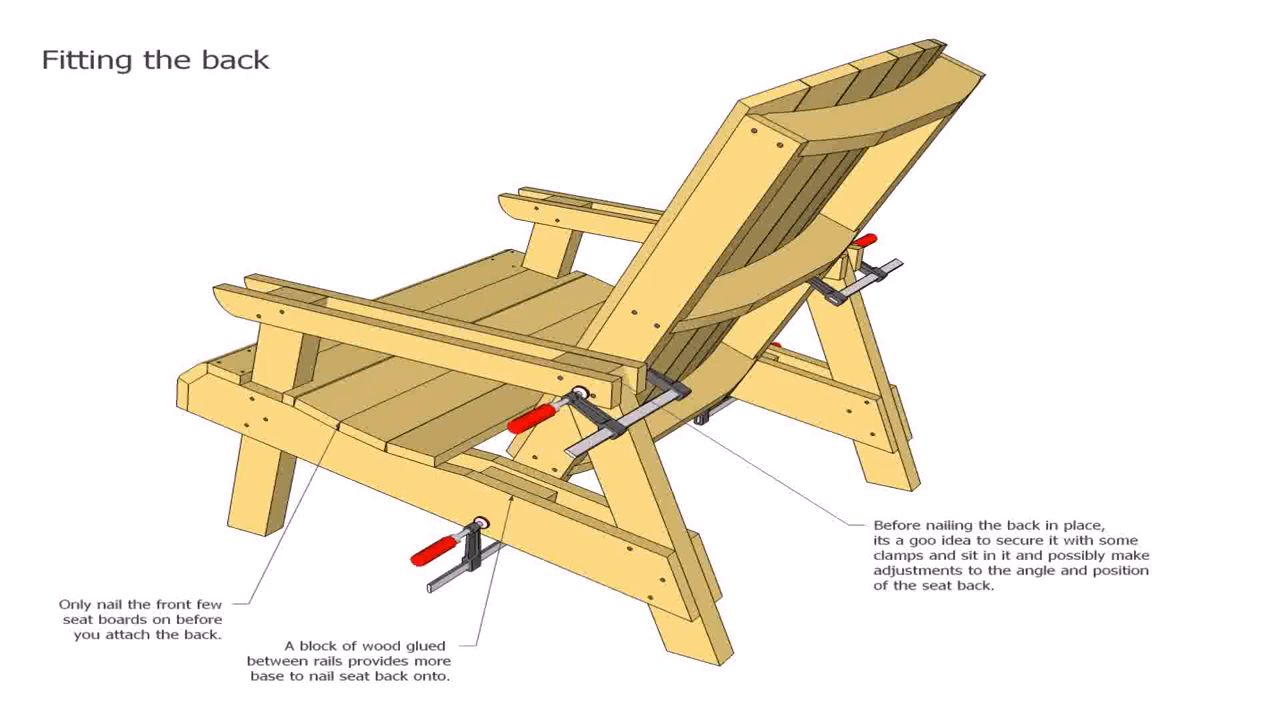 Fitting the back
Before nailing the back in place,
its a goo idea to secure it with some
clamps and sit in it and possibly make
adjustments to the angle and position
of the seat back.
Only nail the front few
seat boards on before
you attach the back.
A block of wood glued
between rails provides more
base to nail seat back onto.